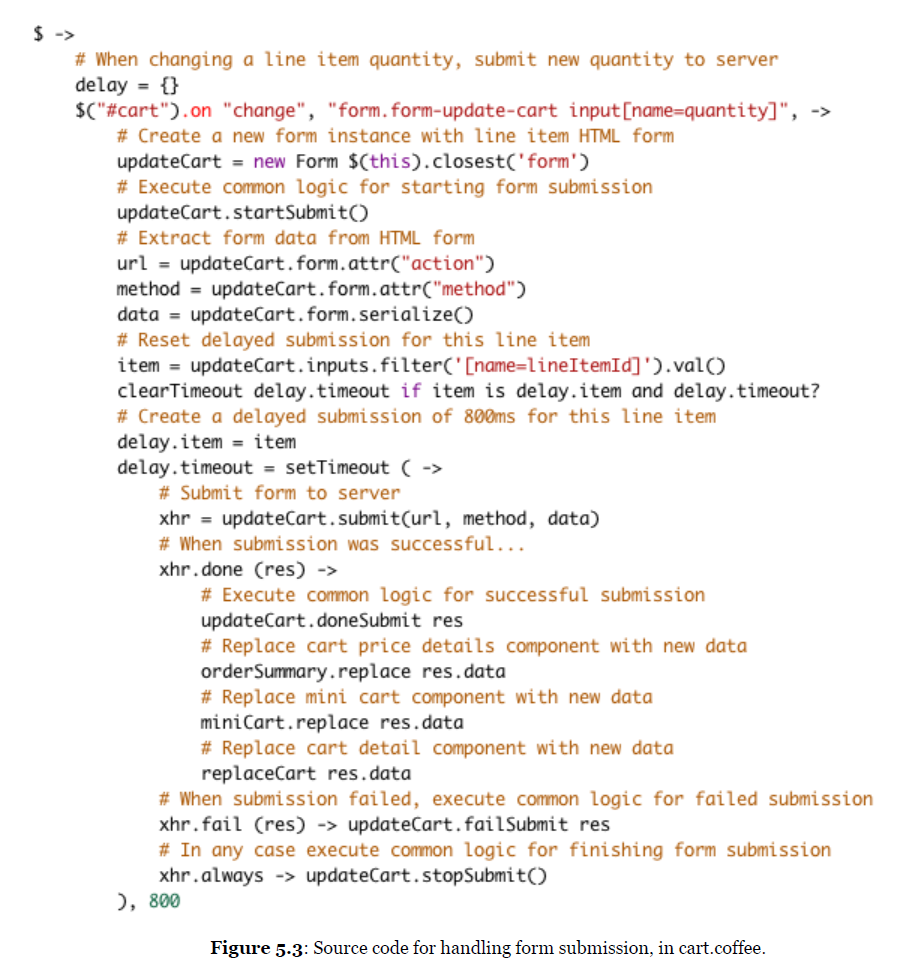 $ ->
# When changing a line item quantity, submit new quantity to server
delay = {}
$("#cart").on "change", "form.form-update-cart input[name=quantity]", ->
# Create a new form instance with line item HTML form
updateCart = new Form $(this).closest('form')
# Execute common logic for starting form submission
updateCart.startSubmit()
# Extract form data from HTML form
url = updateCart.form.attr("action")
method = updateCart.form.attr("method")
data = updateCart.form.serialize()
# Reset delayed submission for this line item
item = updateCart.inputs.filter('[name=lineItemId]').val()
clearTimeout delay.timeout if item is delay.item and delay.timeout?
# Create a delayed submission of 800ms for this line item
delay.item = item
delay.timeout = setTimeout ( ->
# Submit form to server
xhr = updateCart.submit(url, method, data)
# When submission was successful...
xhr.done (res) ->
# Execute common logic for successful submission
updateCart.doneSubmit res
# Replace cart price details component with new data
orderSummary.replace res.data
# Replace mini cart component with new data
miniCart.replace res.data
# Replace cart detail component with new data
replaceCart res.data
# When submission failed, execute common logic for failed submission
xhr.fail (res) -> updateCart.failSubmit res
# In any case execute common logic for finishing form submission
xhr.always -> updateCart.stopSubmit()
), 800
Figure 5.3: Source code for handling form submission, in cart.coffee.